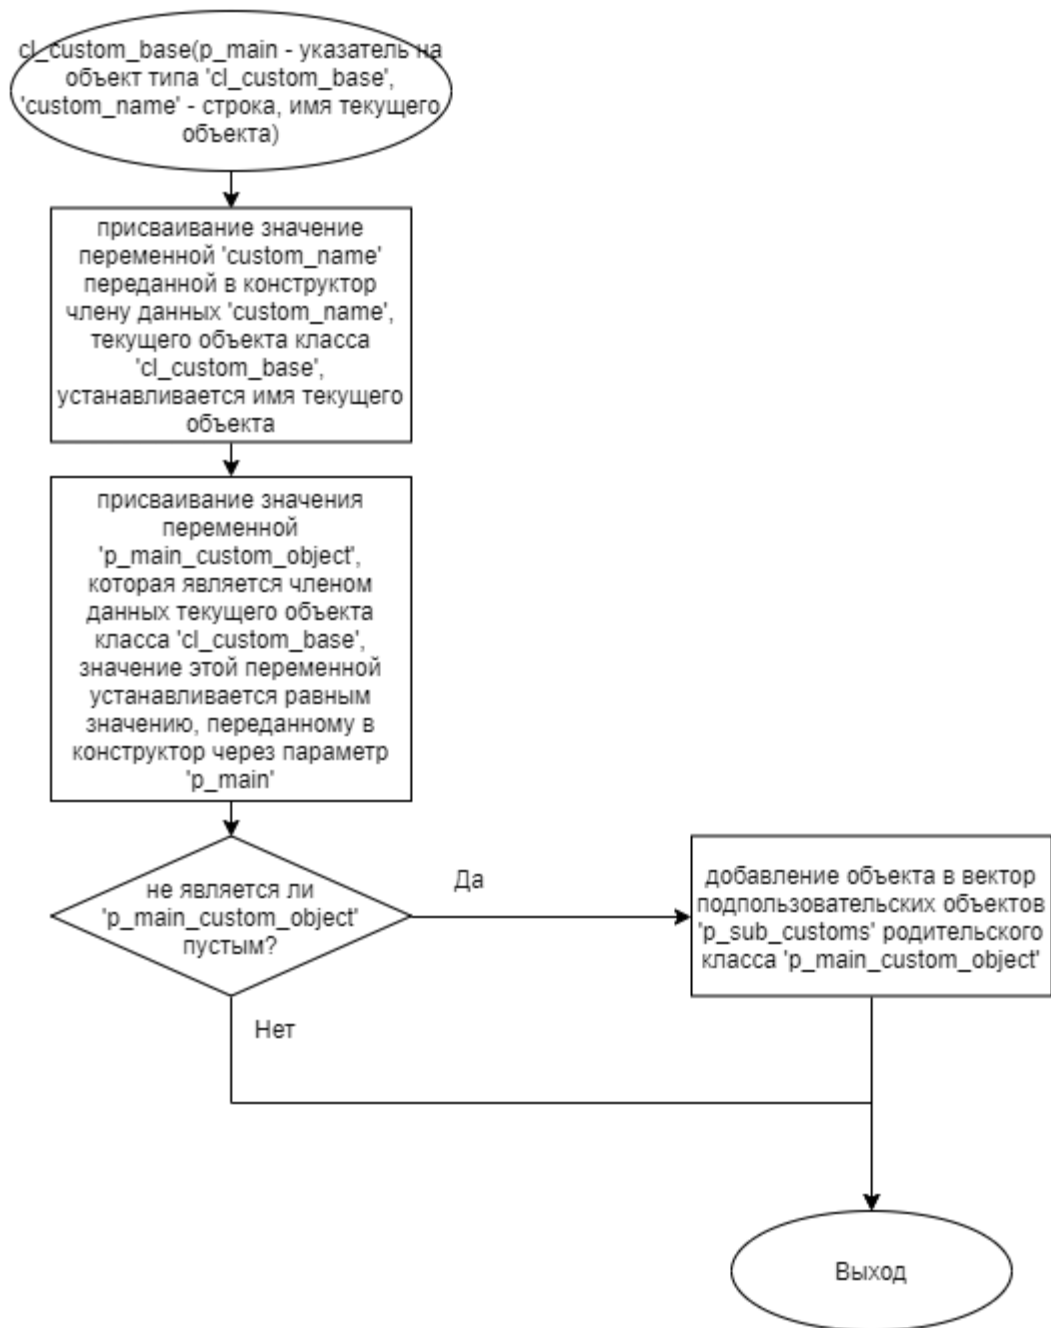 cl_custom_base(p_main - указатель на
объект типа 'cl_custom_base',
'custom_name' - строка, имя текущего
объекта)
присваивание значение
переменной 'custom_name'
переданной в конструктор
члену данных 'custom_name',
текущего объекта класса
'cl_custom_base',
устанавливается имя текущего
объекта
присваивание значения
переменной
'p_main_custom_object',
которая является членом
данных текущего объекта
класса 'cl_custom_base',
значение этой переменной
устанавливается равным
значению, переданному в
конструктор через параметр
'p_main'
не является ли
'p_main_custom_object'
пустым?
Да
добавление объекта в вектор
подпользовательских объектов
'p_sub_customs' родительского
класса 'p_main_custom_object'
Нет
Выход